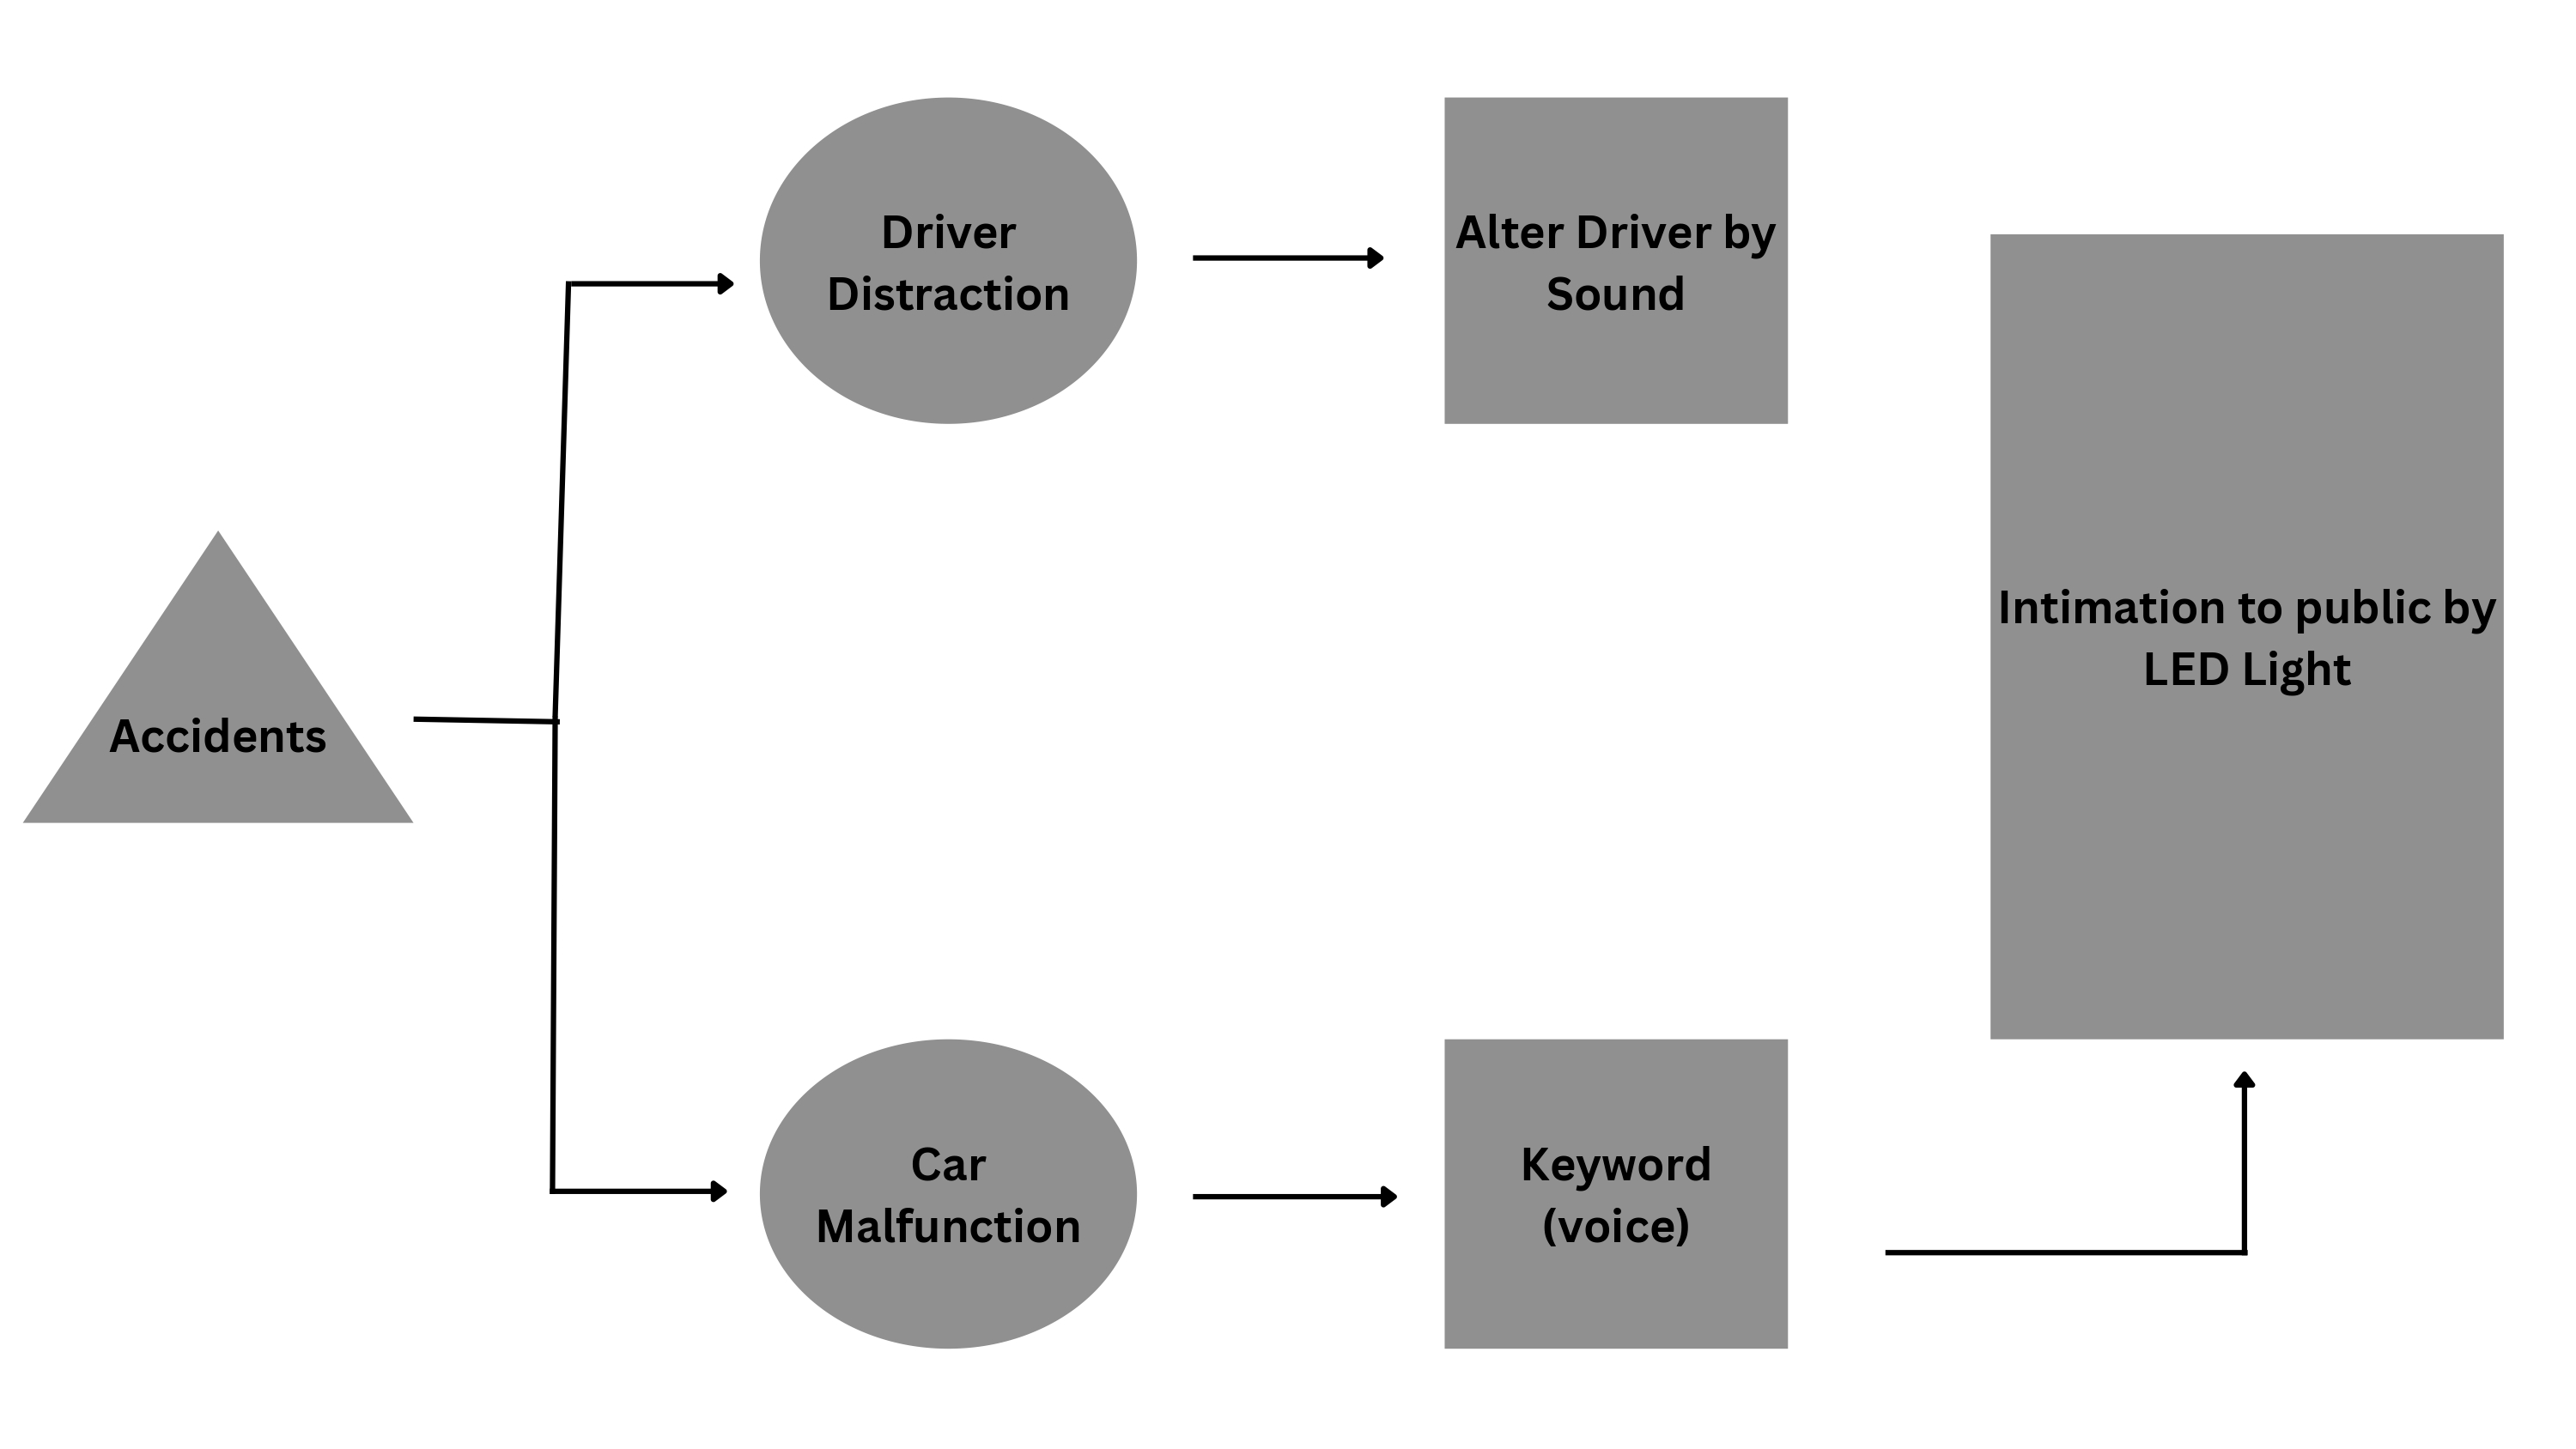 Accidents
Driver
Distraction
Alter Driver by
Sound
Car
Malfunction
Keyword
(voice)
Intimation to public by
LED Light